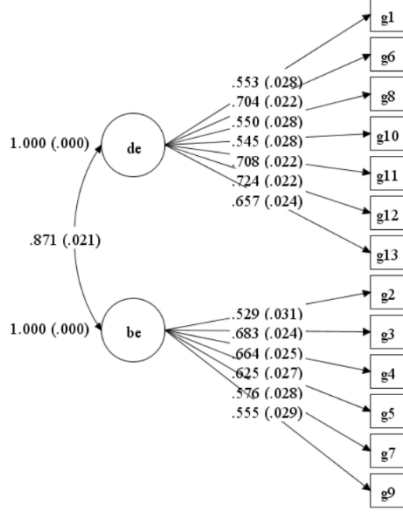 g1
g6
g8
g10
g11
g12
g13
g2
g3
g4
g5
g7
g9
.553 (.028)
.704 (.022)
.550 (.028)
.545 (.028)
.708 (.022)
.724 (.022)
.657 (.024)
1.000 (.000)
de
.871 (.021)
1.000 (.000)
be
.529 (.031)
.683 (.024)
.664 (.025)
.625 (.027)
.576 (.028)
.555 (.029)